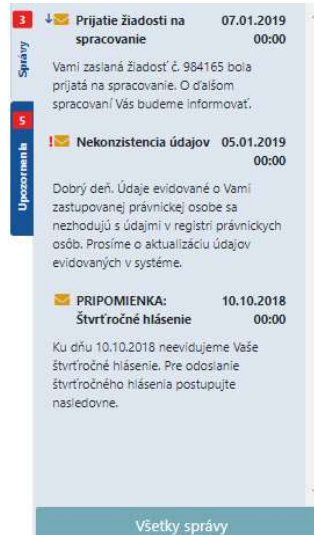 3
Správy
5
Upozornenia
Prijatie žiadosti na 07.01.2019
spracovanie 00:00
Vami zaslaná žiadosť č. 984165 bola
prijatá na spracovanie. O ďalšom
spracovaní Vás budeme informovať.
! Nekonzistencia údajov 05.01.2019
00:00
Dobrý deň. Údaje evidované o Vami
zastupovanej právnickej osobe sa
nezhodujú s údajmi v registri právnických
osôb. Prosíme o aktualizáciu údajov
evidovaných v systéme.
PRIPOMIENKA: 10.10.2018
Štvrťročné hlásenie 00:00
Ku dňu 10.10.2018 neevidujeme Vaše
štvrťročné hlásenie. Pre odoslanie
štvrťročného hlásenia postupujte
nasledovne.
Všetky správy